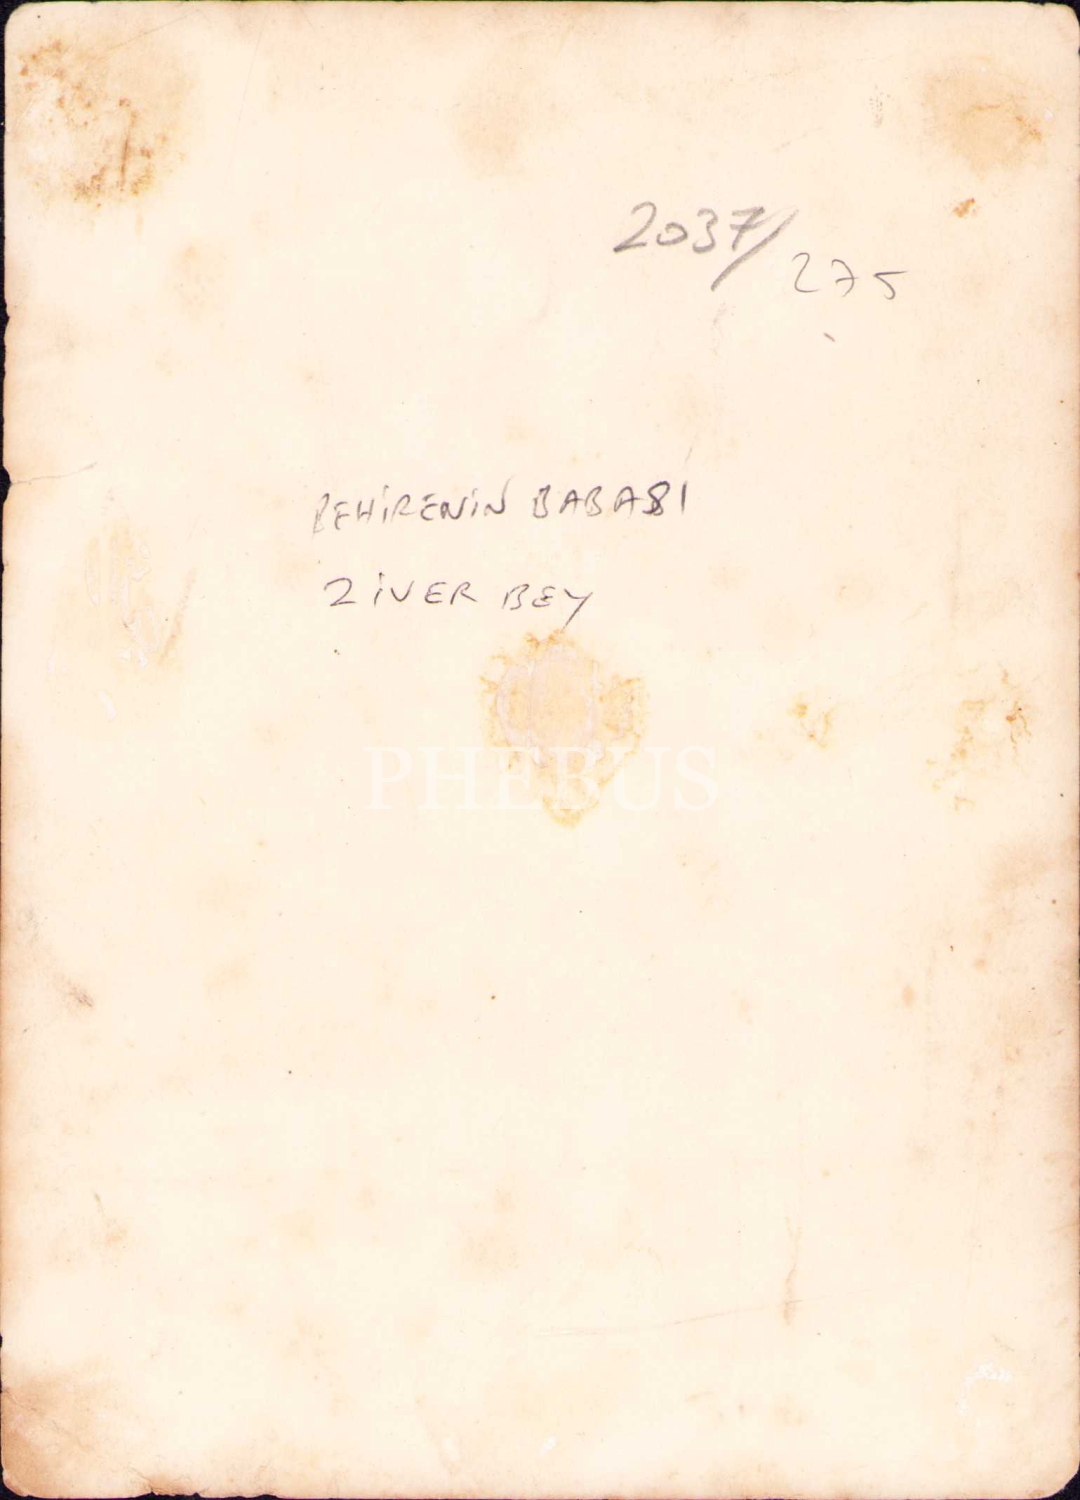 2037/
275
BEHİRENİN BABASI
ZİVER BEY
PHEBUS